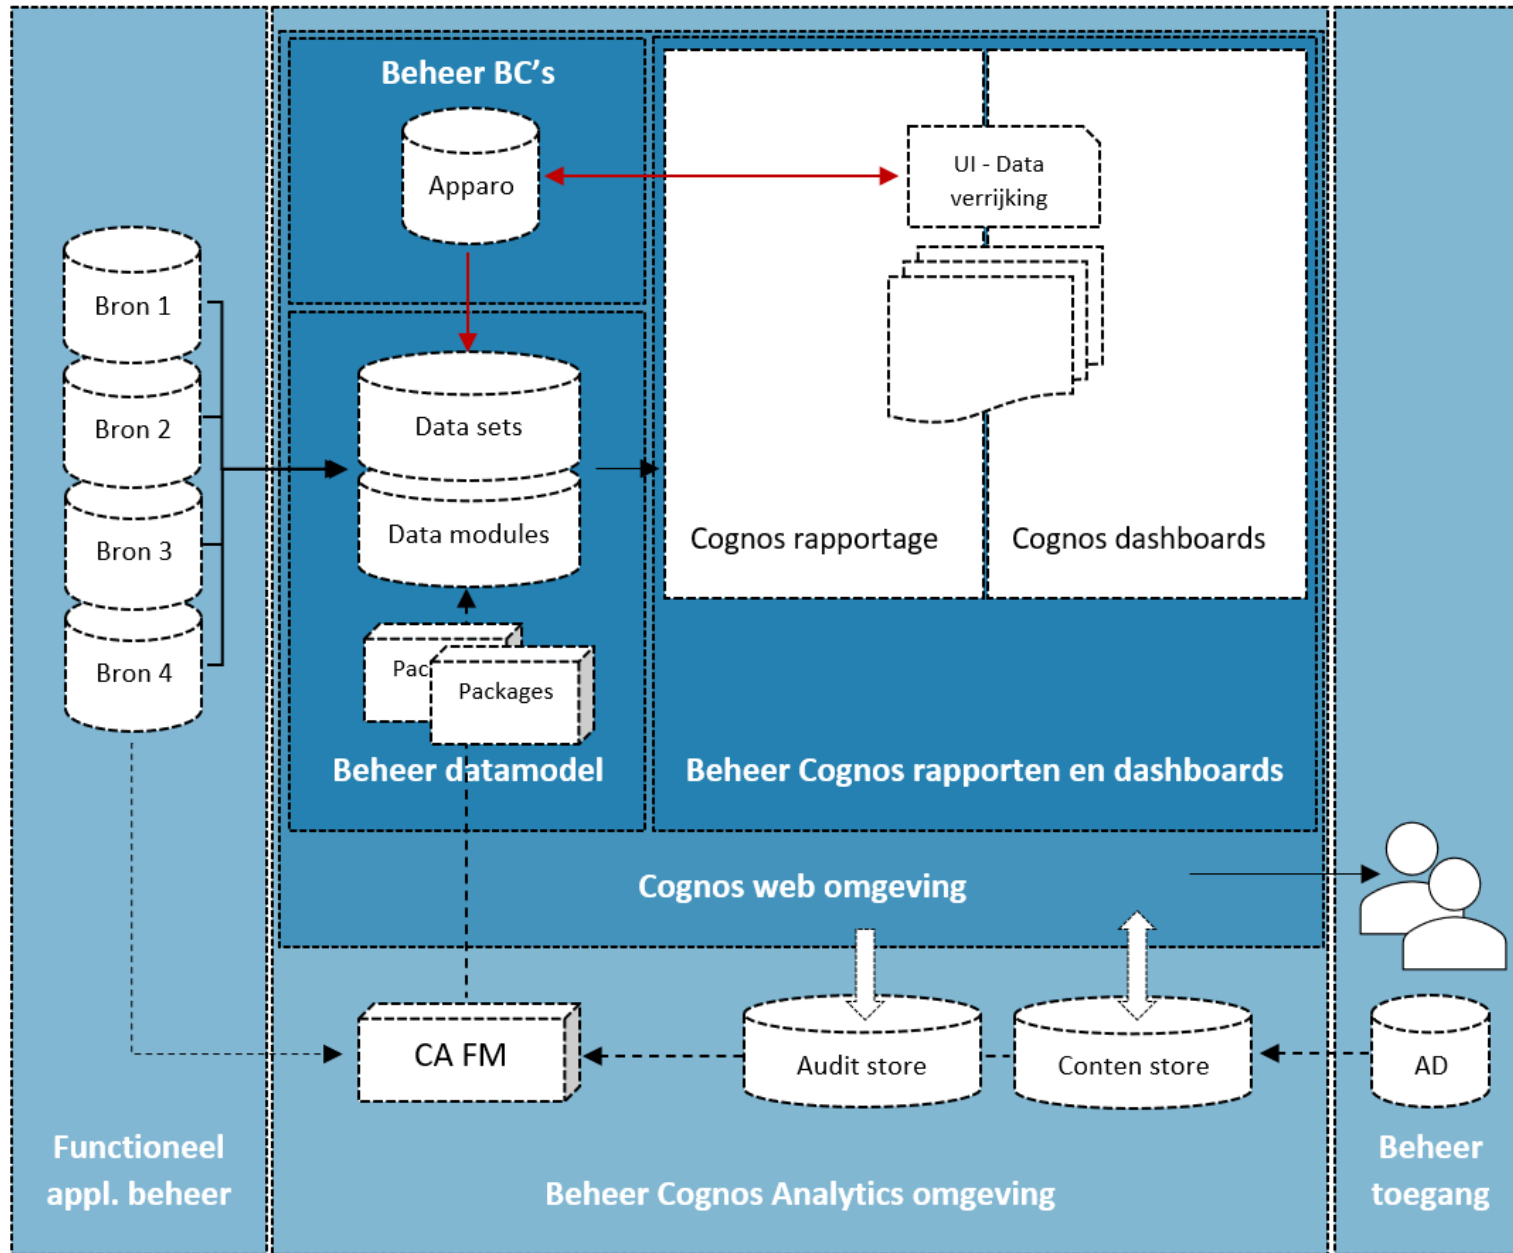 Beheer BC's
Apparo
UI - Data
verrijking
Bron 1
Bron 2
Bron 3
Bron 4
Data sets
Data modules
Cognos rapportage
Cognos dashboards
Pac
Packages
Beheer datamodel
Beheer Cognos rapporten en dashboards
Cognos web omgeving
CA FM
Audit store
Conten store
AD
Functioneel
appl. beheer
Beheer Cognos Analytics omgeving
Beheer
toegang